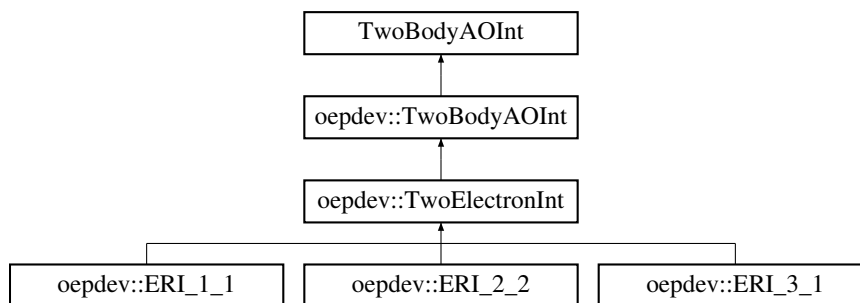 TwoBodyAOInt
oepdev::TwoBodyAOInt
oepdev::TwoElectronInt
oepdev::ERI_1_1 oepdev::ERI_2_2 oepdev::ERI_3_1